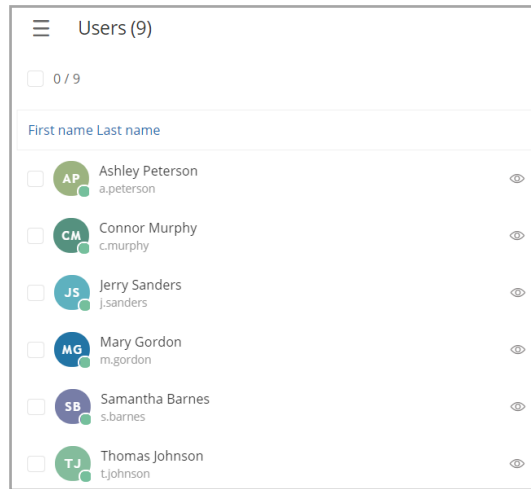 Users (9)
0 / 9
First name Last name
AP
Ashley Peterson
a.peterson
CM
Connor Murphy
c.murphy
JS
Jerry Sanders
j.sanders
MG
Mary Gordon
m.gordon
SB
Samantha Barnes
s.barnes
TJ
Thomas Johnson
t.johnson